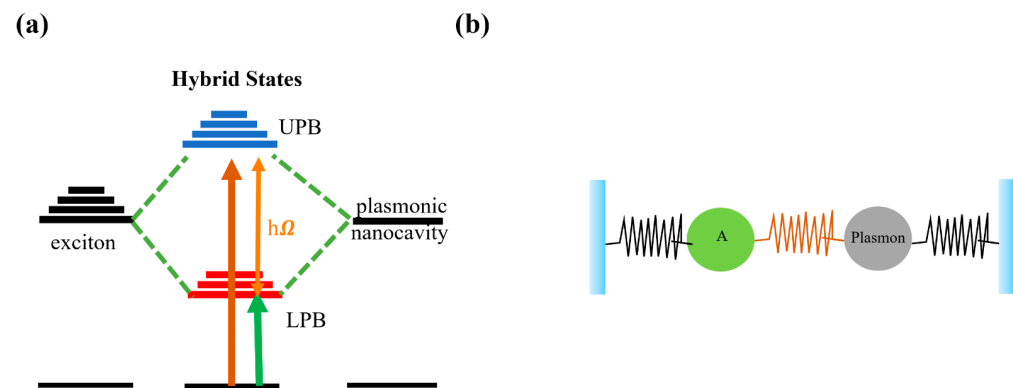 (a)
(b)
Hybrid States
UPB
exciton
plasmonic
nanocavity
hΩ
LPB
A
Plasmon